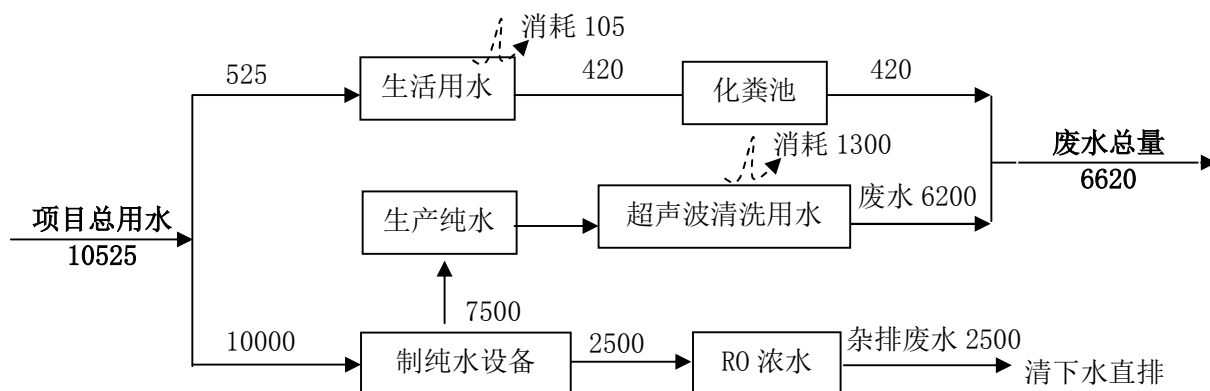 消耗 105
525
生活用水
420
化粪池
420
消耗 1300
废水总量
6620
项目总用水
10525
生产纯水
超声波清洗用水
废水 6200
7500
10000
制纯水设备
2500
RO 浓水
杂排废水 2500
清下水直排